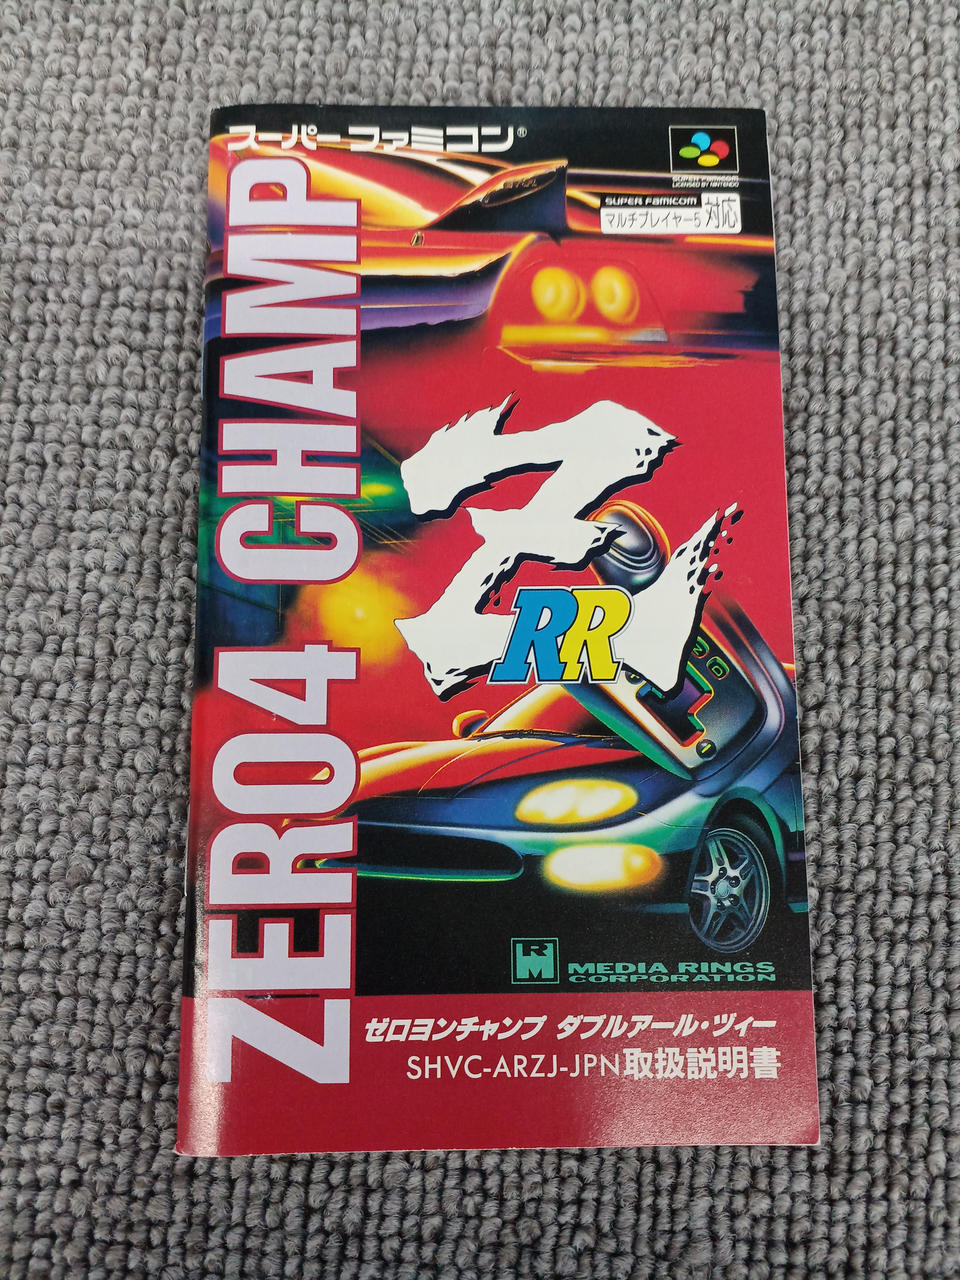 スーパーファミコン®
SUPER FAMICOM
LICENSED BY NINTENDO
SUPER FAMICOM
マルチプレイヤー5 対応
ZERO4 CHAMP
Z
RR
R
M
MEDIA RINGS
CORPORATION
ゼロヨンチャンプ ダブルアール・ヅィー
SHVC-ARZJ-JPN取扱説明書